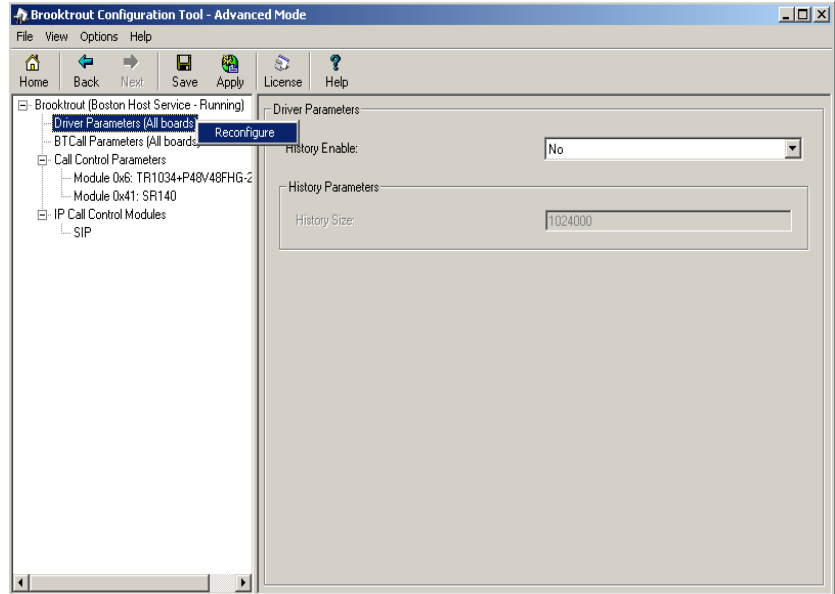 Brooktrout Configuration Tool - Advanced Mode
File View Options Help
Home Back Next Save Apply License Help
Brooktrout (Boston Host Service - Running)
Driver Parameters (All boards)
Reconfigure
BTCall Parameters (All boards)
Call Control Parameters
Module 0x6: TR1034+P48V48FHG-2
Module 0x41: SR140
IP Call Control Modules
SIP
Driver Parameters
History Enable:
No
History Parameters
History Size:
1024000